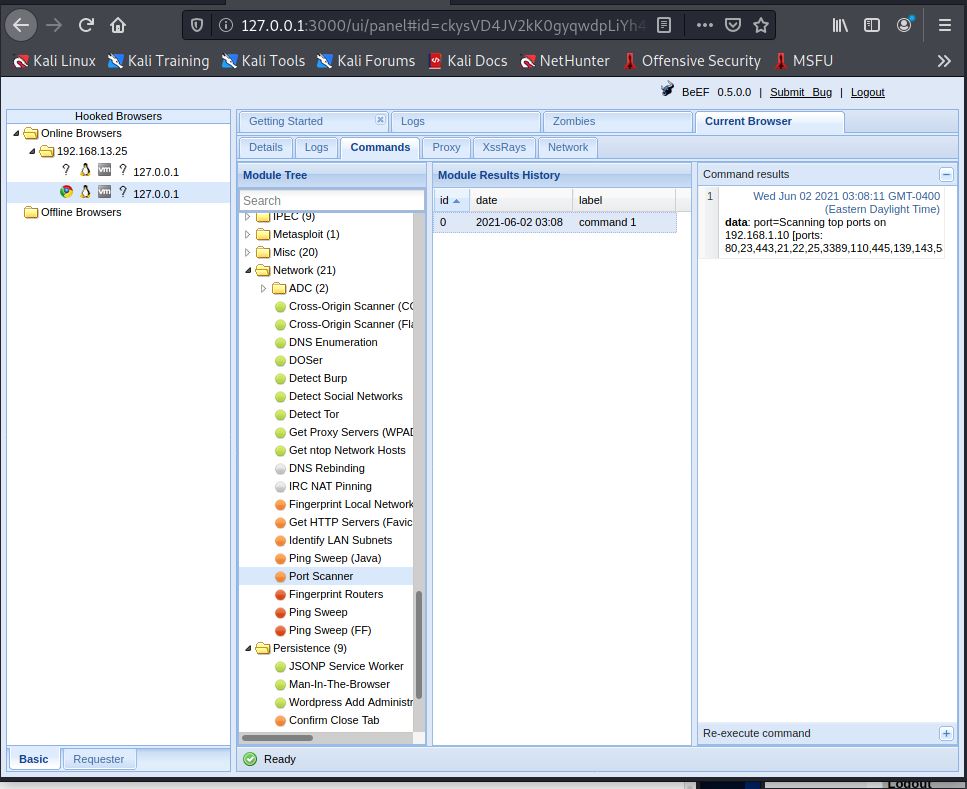 127.0.0.1:3000/ui/panel#id=ckysVD4JV2kK0gyqwdpLiYh4
Kali Linux Kali Training Kali Tools Kali Forums Kali Docs NetHunter Offensive Security MSFU
BeEF 0.5.0.0 | Submit Bug | Logout
Hooked Browsers
Online Browsers
192.168.13.25
? vm ? 127.0.0.1
vm ? 127.0.0.1
Offline Browsers
Basic Requester
Getting Started Logs Zombies Current Browser
Details Logs Commands Proxy XssRays Network
Module Tree
Search
IPEC (9)
Metasploit (1)
Misc (20)
Network (21)
ADC (2)
Cross-Origin Scanner (CO
Cross-Origin Scanner (Fla
DNS Enumeration
DOSer
Detect Burp
Detect Social Networks
Detect Tor
Get Proxy Servers (WPAD
Get ntop Network Hosts
DNS Rebinding
IRC NAT Pinning
Fingerprint Local Network
Get HTTP Servers (Favic
Identify LAN Subnets
Ping Sweep (Java)
Port Scanner
Fingerprint Routers
Ping Sweep
Ping Sweep (FF)
Persistence (9)
JSONP Service Worker
Man-In-The-Browser
Wordpress Add Administr
Confirm Close Tab
Module Results History
id date label
0 2021-06-02 03:08 command 1
Command results
1 Wed Jun 02 2021 03:08:11 GMT-0400
(Eastern Daylight Time)
data: port=Scanning top ports on
192.168.1.10 [ports:
80,23,443,21,22,25,3389,110,445,139,143,5
Re-execute command
Ready
Logout